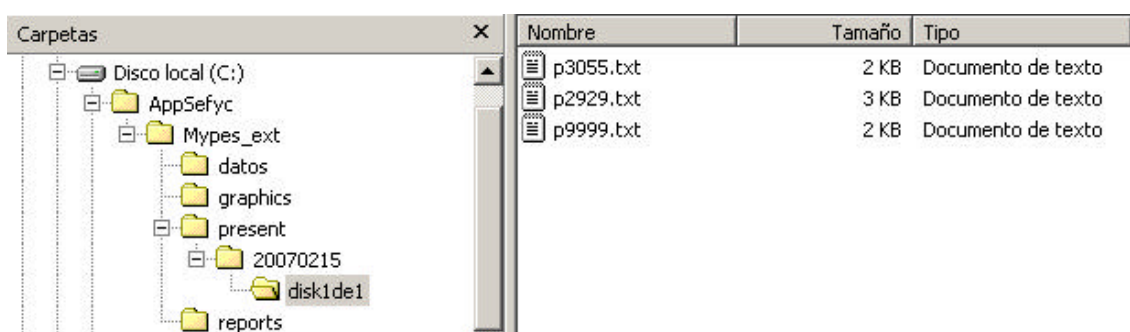 Carpetas
Disco local (C:)
AppSefyc
Mypes_ext
datos
graphics
present
20070215
disk1de1
reports
Nombre Tamaño Tipo
p3055.txt 2 KB Documento de texto
p2929.txt 3 KB Documento de texto
p9999.txt 2 KB Documento de texto